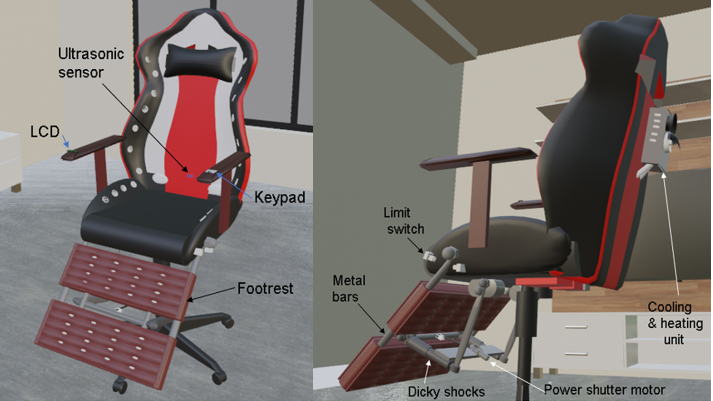 Ultrasonic
sensor
LCD
Keypad
Footrest
Limit
switch
Metal
bars
Dicky shocks
Power shutter motor
Cooling
& heating
unit